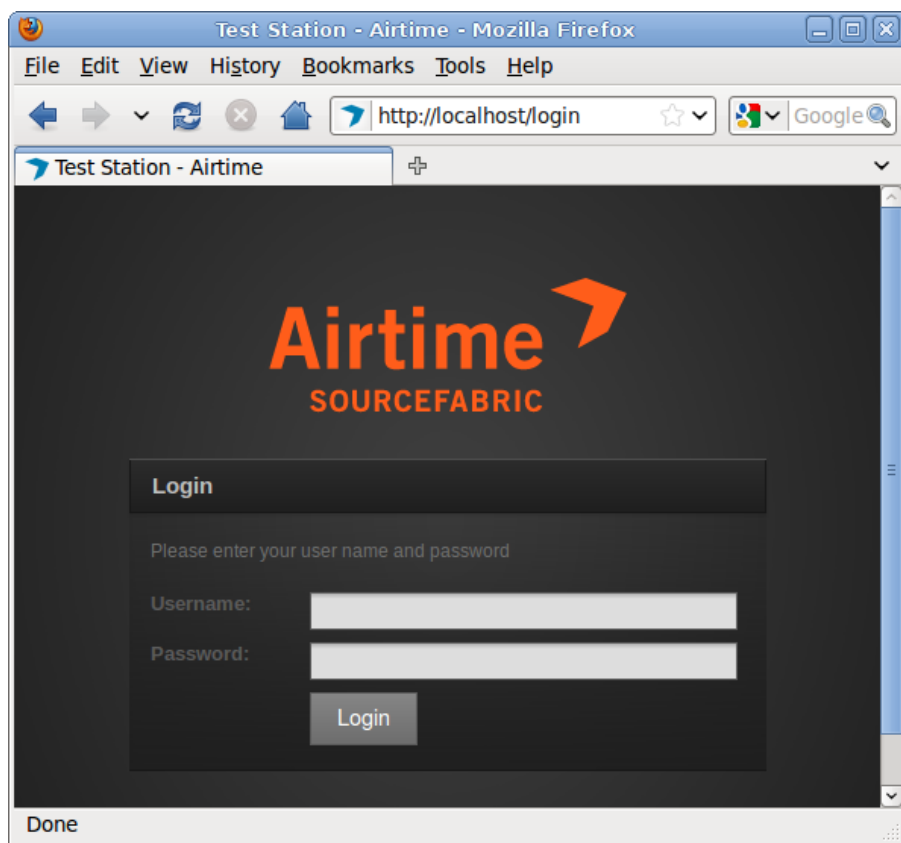 Test Station - Airtime - Mozilla Firefox
File Edit View History Bookmarks Tools Help
http://localhost/login Google
Test Station - Airtime
Airtime
SOURCEFABRIC
Login
Please enter your user name and password
Username:
Password:
Login
Done